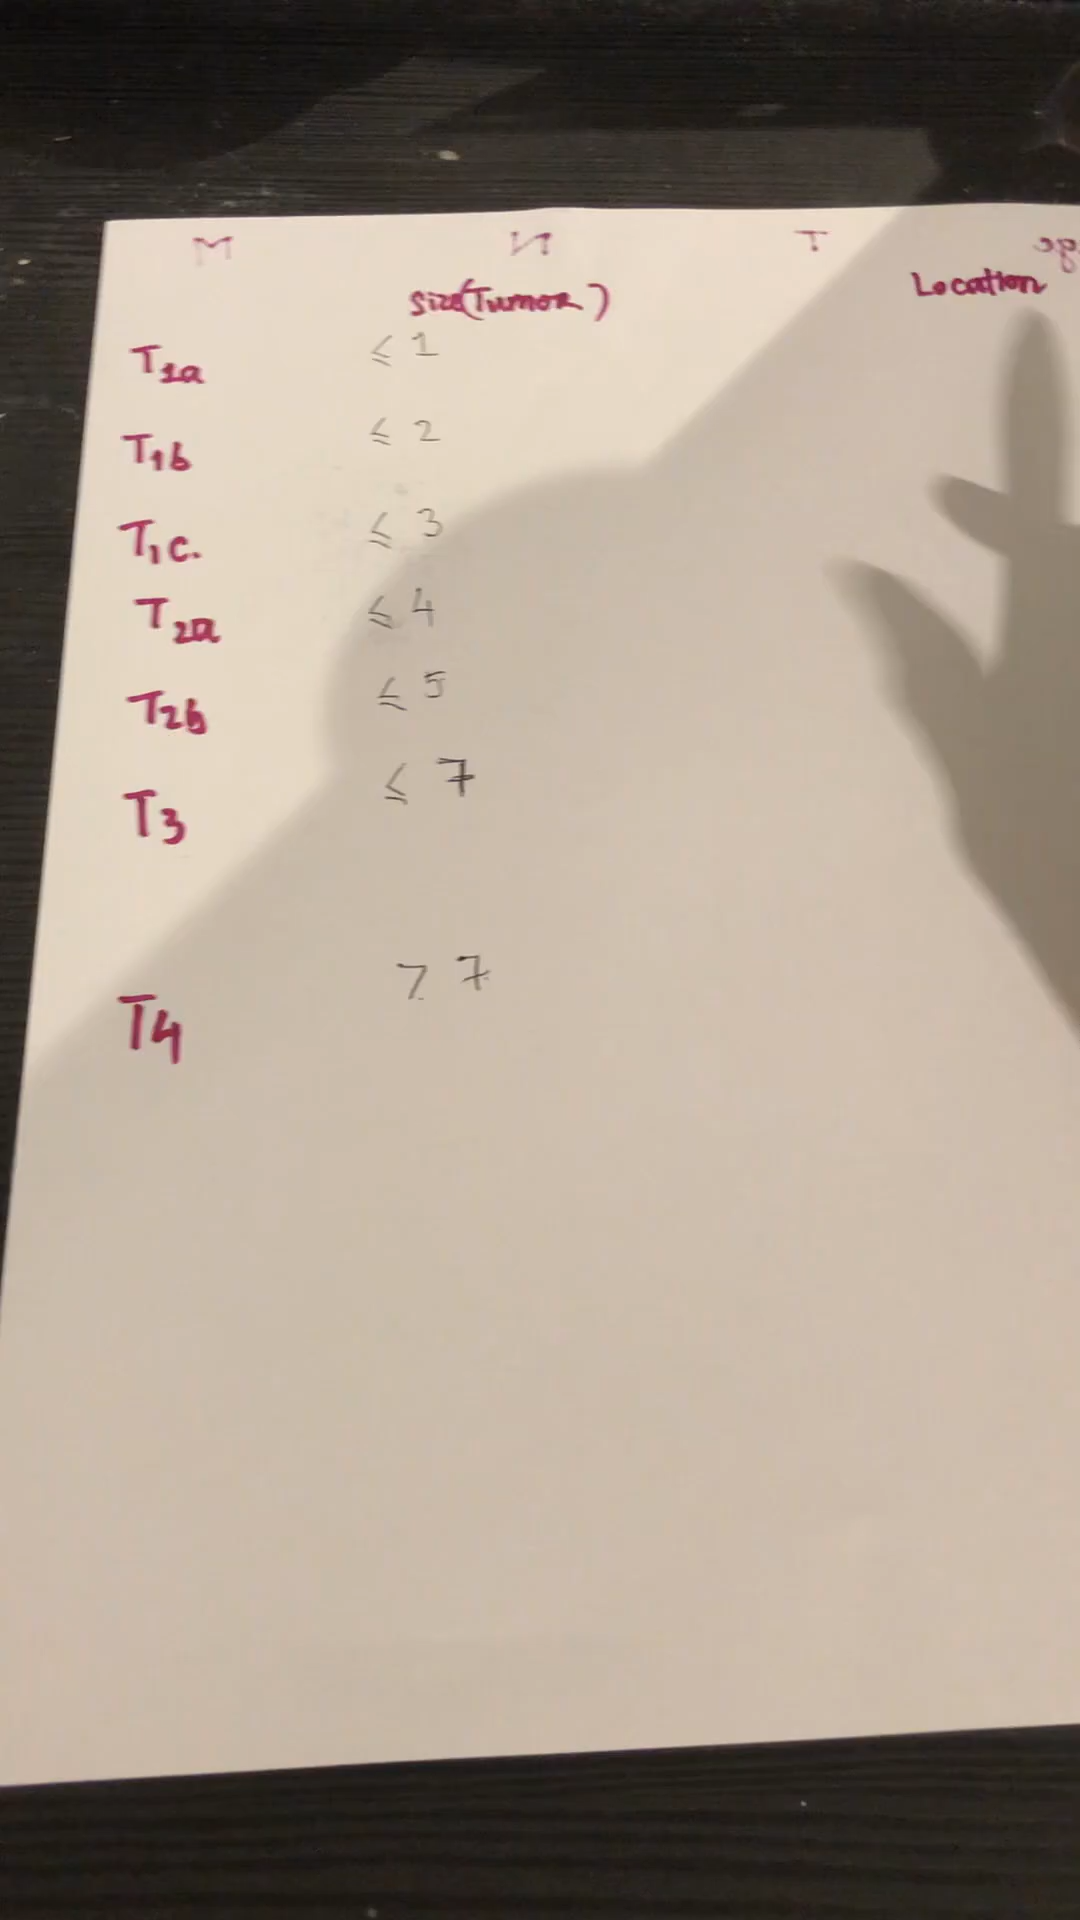 M N T
Size(Tumor) Location
T1a ≤ 1
T1b ≤ 2
T1c. ≤ 3
T2a ≤ 4
T2b ≤ 5
T3 ≤ 7
T4 > 7